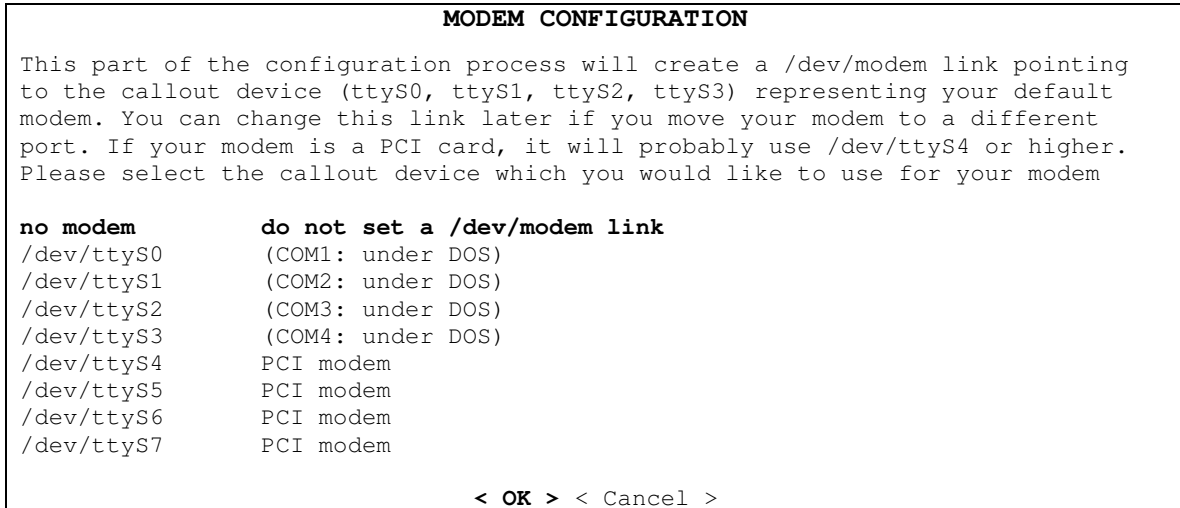 MODEM CONFIGURATION
This part of the configuration process will create a /dev/modem link pointing
to the callout device (ttyS0, ttyS1, ttyS2, ttyS3) representing your default
modem. You can change this link later if you move your modem to a different
port. If your modem is a PCI card, it will probably use /dev/ttyS4 or higher.
Please select the callout device which you would like to use for your modem
no modem do not set a /dev/modem link
/dev/ttyS0 (COM1: under DOS)
/dev/ttyS1 (COM2: under DOS)
/dev/ttyS2 (COM3: under DOS)
/dev/ttyS3 (COM4: under DOS)
/dev/ttyS4 PCI modem
/dev/ttyS5 PCI modem
/dev/ttyS6 PCI modem
/dev/ttyS7 PCI modem
< OK > < Cancel >